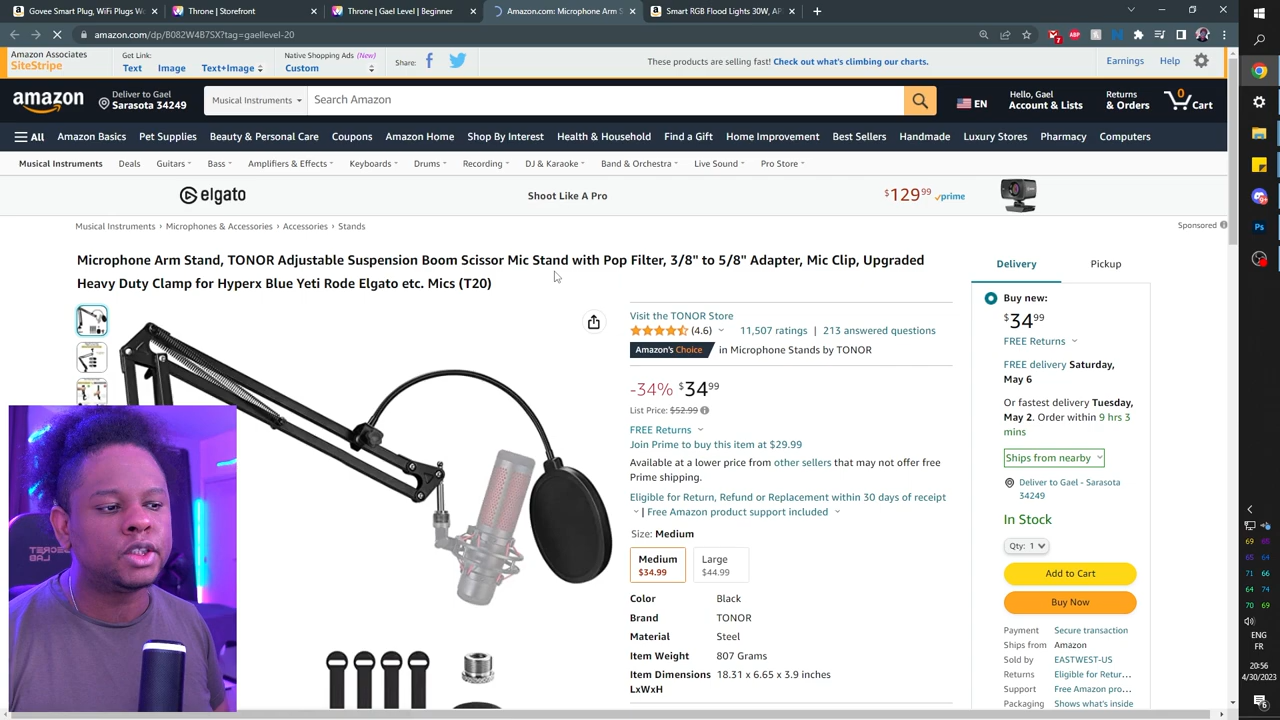 Govee Smart Plug, WiFi Plugs W
Throne | Storefront
Throne | Gael Level | Beginner
Amazon.com: Microphone Arm S
Smart RGB Flood Lights 30W, AP
amazon.com/dp/B082W4B7SX?tag=gaellevel-20
Amazon Associates
SiteStripe
Get Link:
Text Image Text+Image
Native Shopping Ads (New)
Custom
Share:
These products are selling fast! Check out what's climbing our charts.
Earnings Help
amazon
Deliver to Gael
Sarasota 34249
Musical Instruments
Search Amazon
EN
Hello, Gael
Account & Lists
Returns
& Orders
0
Cart
All Amazon Basics Pet Supplies Beauty & Personal Care Coupons Amazon Home Shop By Interest Health & Household Find a Gift Home Improvement Best Sellers Handmade Luxury Stores Pharmacy Computers
Musical Instruments Deals Guitars Bass Amplifiers & Effects Keyboards Drums Recording DJ & Karaoke Band & Orchestra Live Sound Pro Store
elgato
Shoot Like A Pro
$129.99 prime
Sponsored
Musical Instruments › Microphones & Accessories › Accessories › Stands
Microphone Arm Stand, TONOR Adjustable Suspension Boom Scissor Mic Stand with Pop Filter, 3/8" to 5/8" Adapter, Mic Clip, Upgraded
Heavy Duty Clamp for Hyperx Blue Yeti Rode Elgato etc. Mics (T20)
Visit the TONOR Store
(4.6) 11,507 ratings | 213 answered questions
Amazon's Choice in Microphone Stands by TONOR
-34% $34 99
List Price: $52.99
FREE Returns
Join Prime to buy this item at $29.99
Available at a lower price from other sellers that may not offer free
Prime shipping.
Eligible for Return, Refund or Replacement within 30 days of receipt
| Free Amazon product support included
Size: Medium
Medium
$34.99
Large
$44.99
Color Black
Brand TONOR
Material Steel
Item Weight 807 Grams
Item Dimensions 18.31 x 6.65 x 3.9 inches
LxWxH
Delivery Pickup
Buy new:
$34 99
FREE Returns
FREE delivery Saturday,
May 6
Or fastest delivery Tuesday,
May 2. Order within 9 hrs 3
mins
Ships from nearby
Deliver to Gael - Sarasota
34249
In Stock
Qty: 1
Add to Cart
Buy Now
Payment Secure transaction
Ships from Amazon
Sold by EASTWEST-US
Returns Eligible for Retur...
Support Free Amazon pro...
Packaging Shows what's inside
69 65
65 64
71 66
64 74
70 69
ENG
FR
20:56
4/30/2023